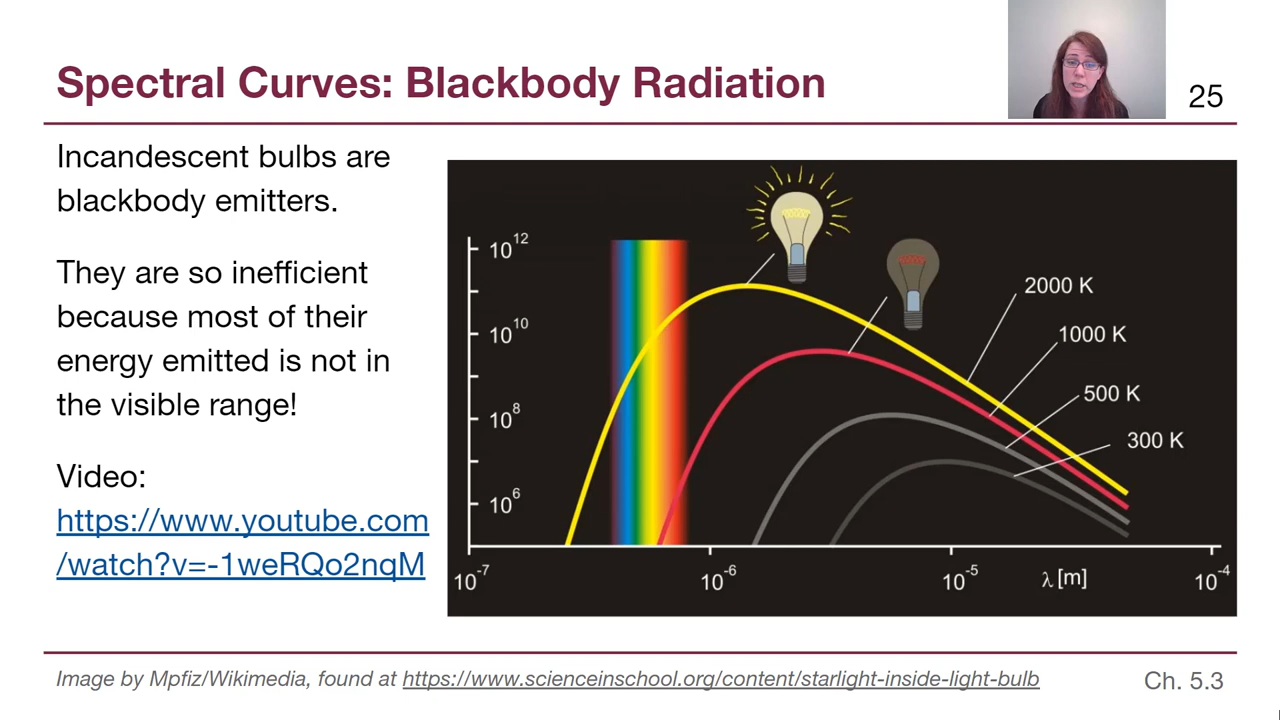 Spectral Curves: Blackbody Radiation
25
Incandescent bulbs are
blackbody emitters.
They are so inefficient
because most of their
energy emitted is not in
the visible range!
Video:
https://www.youtube.com
/watch?v=-1weRQo2nqM
10^12
10^10
10^8
10^6
2000 K
1000 K
500 K
300 K
10^-7
10^-6
10^-5
λ [m]
10^-4
Image by Mpfiz/Wikimedia, found at https://www.scienceinschool.org/content/starlight-inside-light-bulb
Ch. 5.3